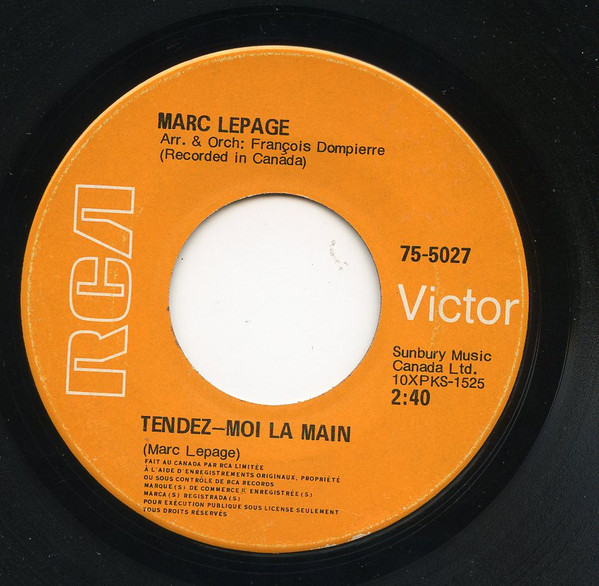 MARC LEPAGE
Arr. & Orch: François Dompierre
(Recorded in Canada)
RCA
75-5027
Victor
Sunbury Music
Canada Ltd.
10XPKS-1525
2:40
TENDEZ—MOI LA MAIN
(Marc Lepage)
FAIT AU CANADA PAR RCA LIMITÉE
À L'AIDE D'ENREGISTREMENTS ORIGINAUX, PROPRIÉTÉ
OU SOUS CONTRÔLE DE RCA RECORDS
MARQUE(S) DE COMMERCE ENREGISTRÉE(S)
MARCA(S) REGISTRADA(S)
POUR EXÉCUTION PUBLIQUE SOUS LICENSE SEULEMENT
TOUS DROITS RÉSERVÉS